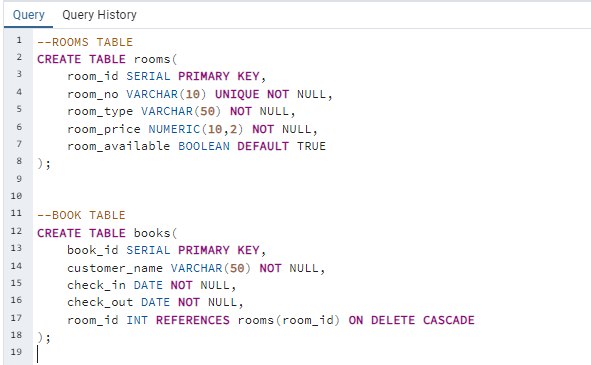 Query Query History
1 --ROOMS TABLE
2 CREATE TABLE rooms(
3 room_id SERIAL PRIMARY KEY,
4 room_no VARCHAR(10) UNIQUE NOT NULL,
5 room_type VARCHAR(50) NOT NULL,
6 room_price NUMERIC(10,2) NOT NULL,
7 room_available BOOLEAN DEFAULT TRUE
8 );
9
10
11 --BOOK TABLE
12 CREATE TABLE books(
13 book_id SERIAL PRIMARY KEY,
14 customer_name VARCHAR(50) NOT NULL,
15 check_in DATE NOT NULL,
16 check_out DATE NOT NULL,
17 room_id INT REFERENCES rooms(room_id) ON DELETE CASCADE
18 );
19